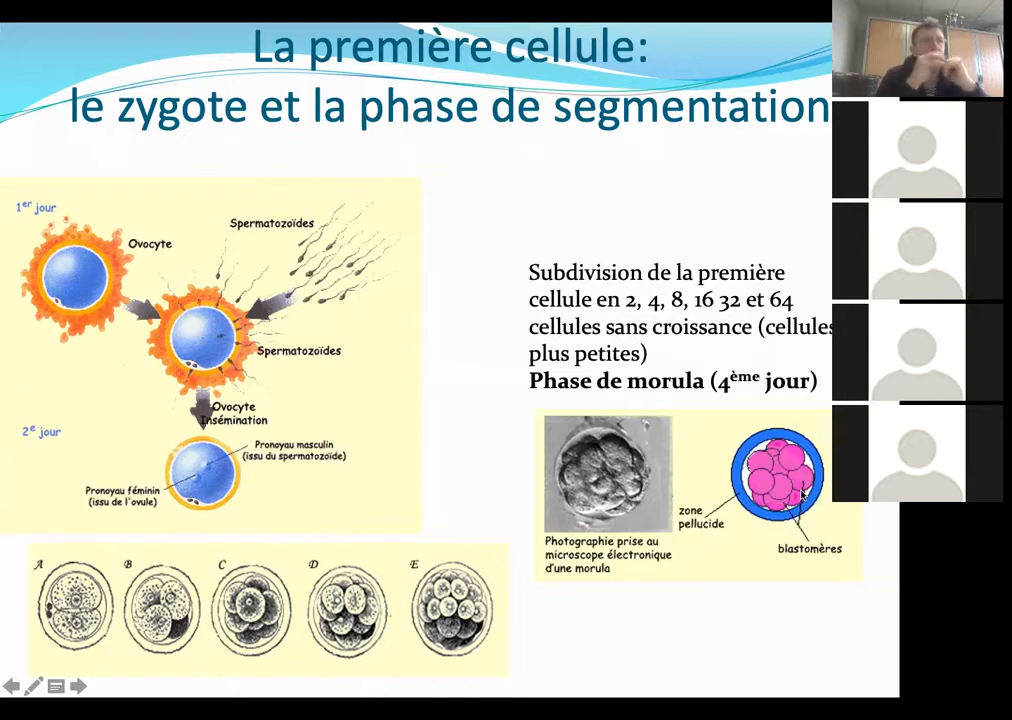 La première cellule:
le zygote et la phase de segmentation
1er jour
Spermatozoïdes
Ovocyte
Spermatozoïdes
Ovocyte
Insémination
2e jour
Pronoyau masculin
(issu du spermatozoïde)
Pronoyau féminin
(issu de l'ovule)
Subdivision de la première
cellule en 2, 4, 8, 16 32 et 64
cellules sans croissance (cellules
plus petites)
Phase de morula (4ème jour)
zone
pellucide
blastomères
Photographie prise au
microscope électronique
d'une morula
A B C D E